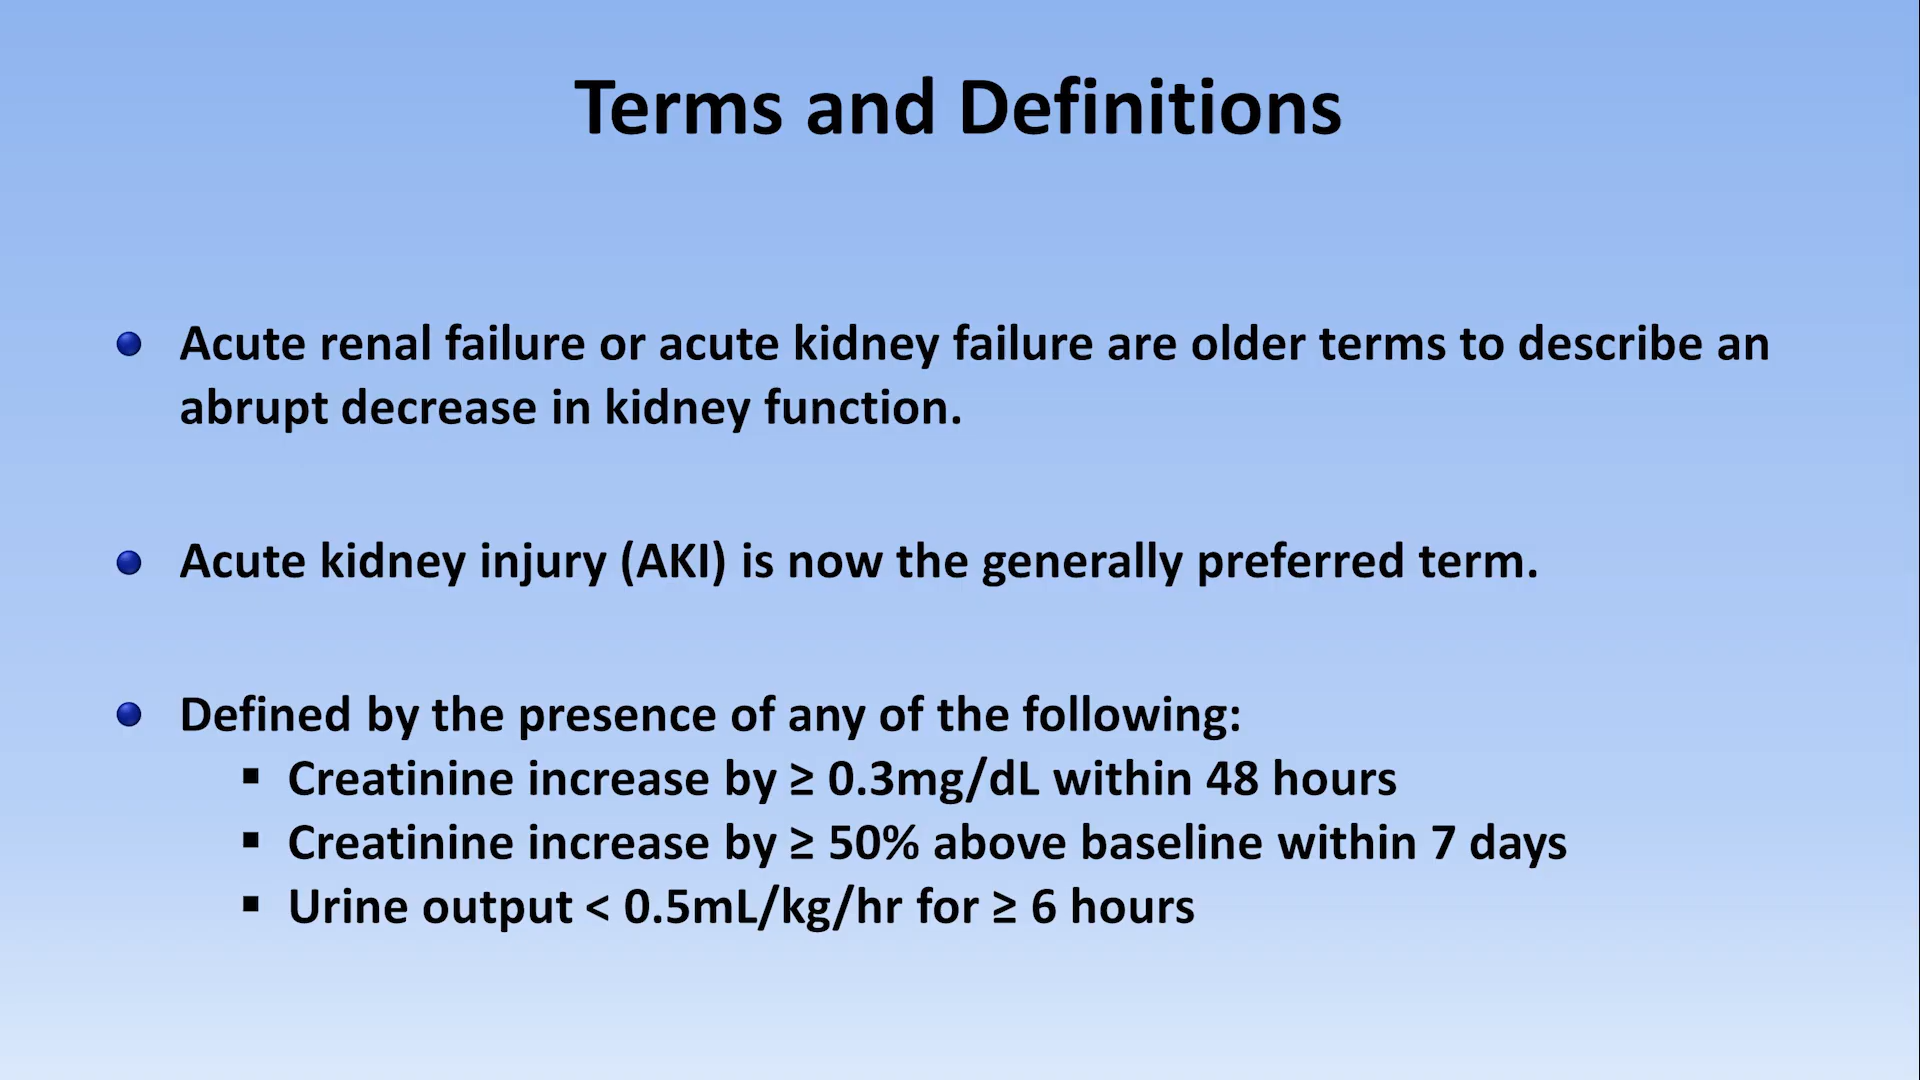 Terms and Definitions
Acute renal failure or acute kidney failure are older terms to describe an
abrupt decrease in kidney function.
Acute kidney injury (AKI) is now the generally preferred term.
Defined by the presence of any of the following:
Creatinine increase by ≥ 0.3mg/dL within 48 hours
Creatinine increase by ≥ 50% above baseline within 7 days
Urine output < 0.5mL/kg/hr for ≥ 6 hours